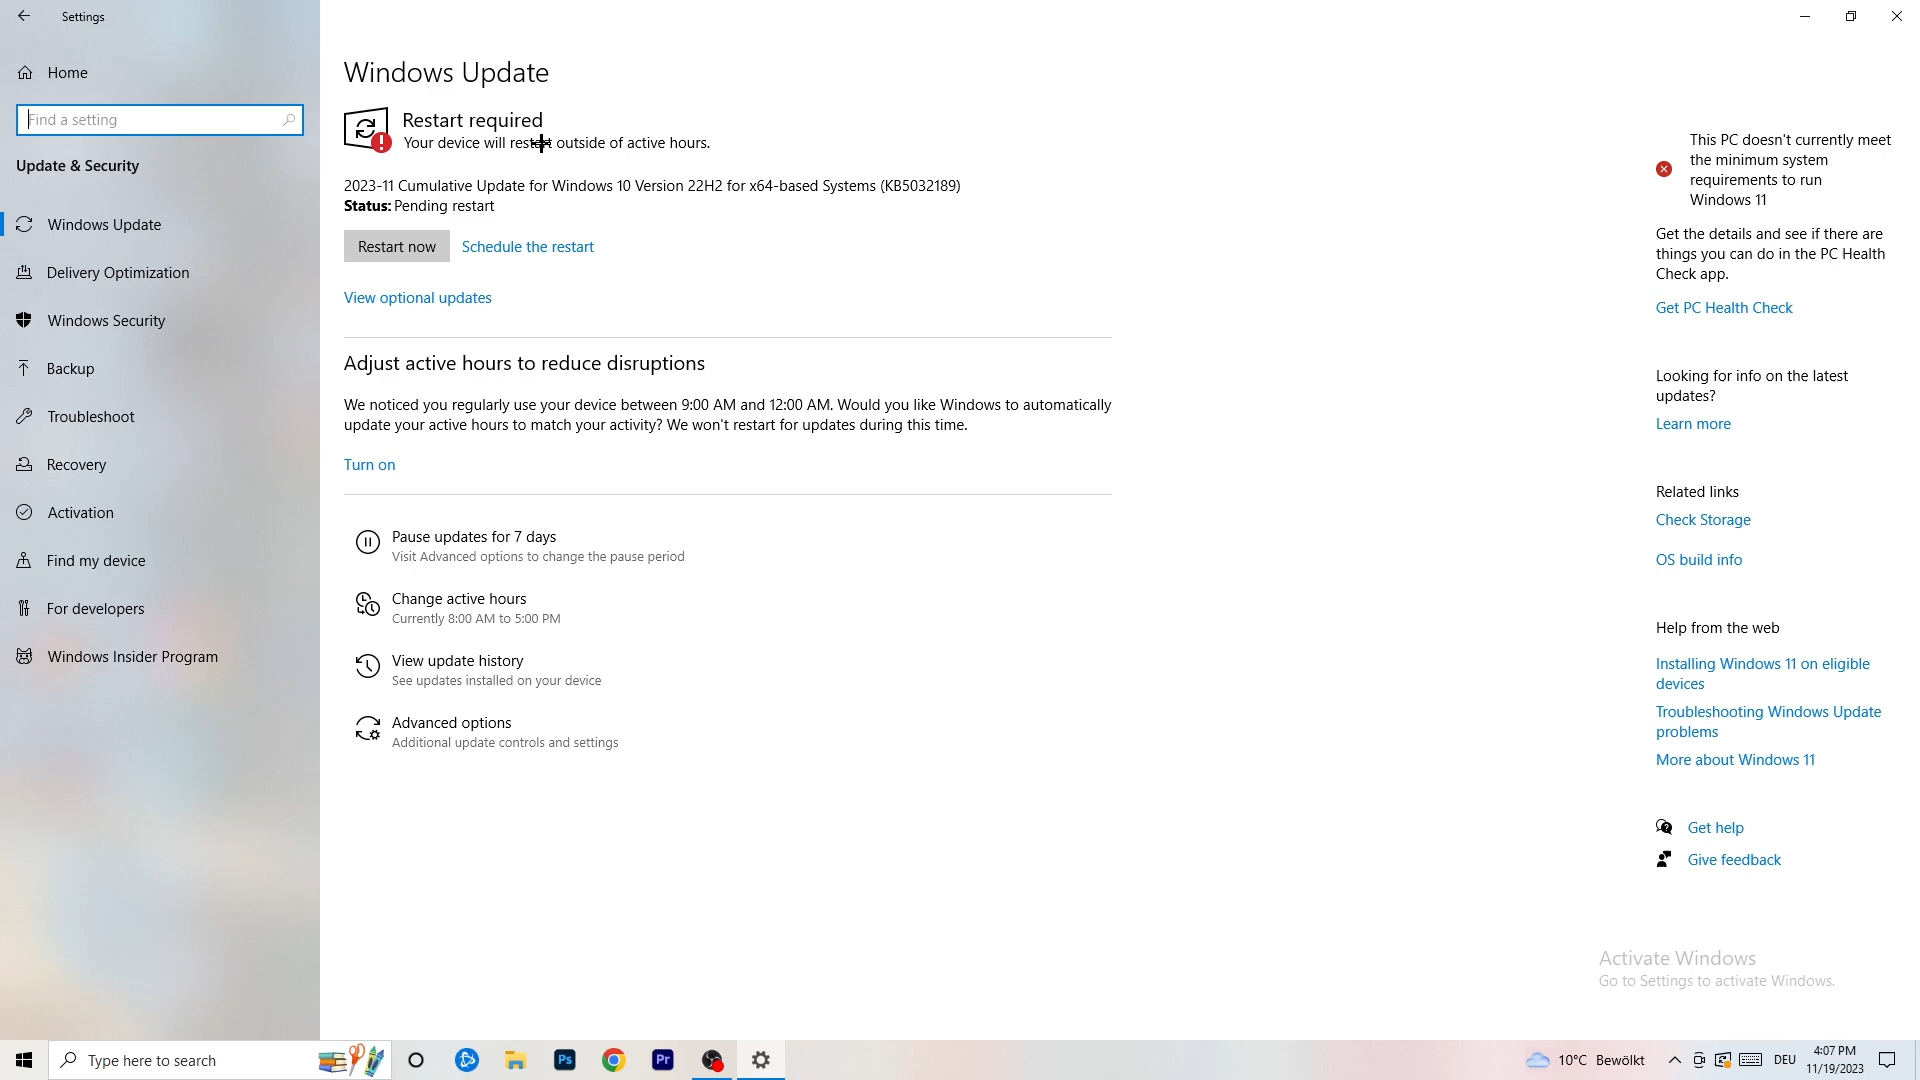 Settings
Home
Find a setting
Update & Security
Windows Update
Delivery Optimization
Windows Security
Backup
Troubleshoot
Recovery
Activation
Find my device
For developers
Windows Insider Program
Windows Update
Restart required
Your device will restart outside of active hours.
2023-11 Cumulative Update for Windows 10 Version 22H2 for x64-based Systems (KB5032189)
Status: Pending restart
Restart now
Schedule the restart
View optional updates
Adjust active hours to reduce disruptions
We noticed you regularly use your device between 9:00 AM and 12:00 AM. Would you like Windows to automatically
update your active hours to match your activity? We won't restart for updates during this time.
Turn on
Pause updates for 7 days
Visit Advanced options to change the pause period
Change active hours
Currently 8:00 AM to 5:00 PM
View update history
See updates installed on your device
Advanced options
Additional update controls and settings
This PC doesn't currently meet
the minimum system
requirements to run
Windows 11
Get the details and see if there are
things you can do in the PC Health
Check app.
Get PC Health Check
Looking for info on the latest
updates?
Learn more
Related links
Check Storage
OS build info
Help from the web
Installing Windows 11 on eligible
devices
Troubleshooting Windows Update
problems
More about Windows 11
Get help
Give feedback
Activate Windows
Go to Settings to activate Windows.
Type here to search
Ps
Pr
10°C Bewölkt
DEU
4:07 PM
11/19/2023